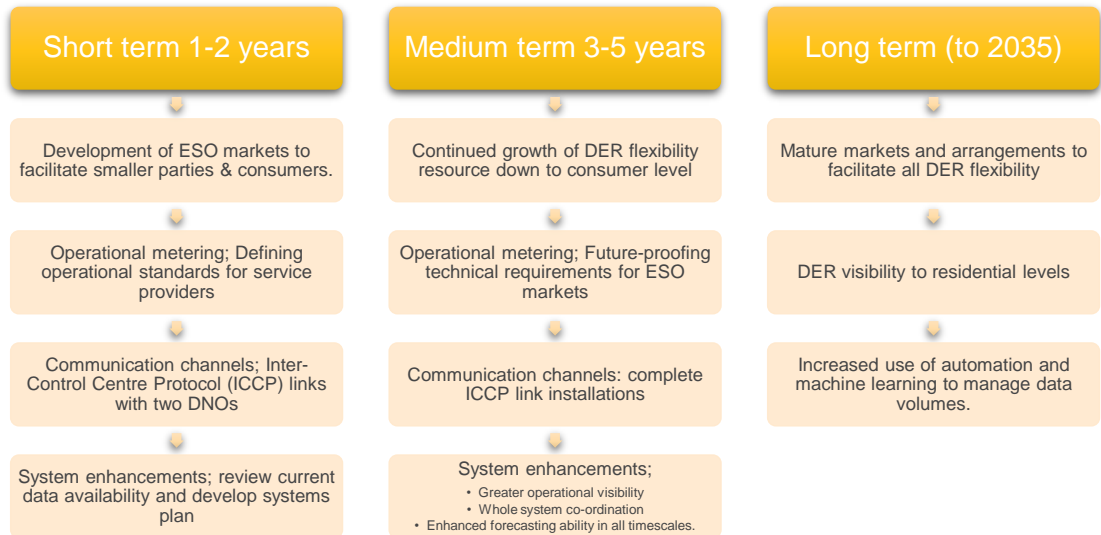 Short term 1-2 years
Development of ESO markets to
facilitate smaller parties & consumers.
Operational metering; Defining
operational standards for service
providers
Communication channels; Inter-
Control Centre Protocol (ICCP) links
with two DNOs
System enhancements; review current
data availability and develop systems
plan
Medium term 3-5 years
Continued growth of DER flexibility
resource down to consumer level
Operational metering; Future-proofing
technical requirements for ESO
markets
Communication channels: complete
ICCP link installations
System enhancements;
• Greater operational visibility
• Whole system co-ordination
• Enhanced forecasting ability in all timescales.
Long term (to 2035)
Mature markets and arrangements to
facilitate all DER flexibility
DER visibility to residential levels
Increased use of automation and
machine learning to manage data
volumes.